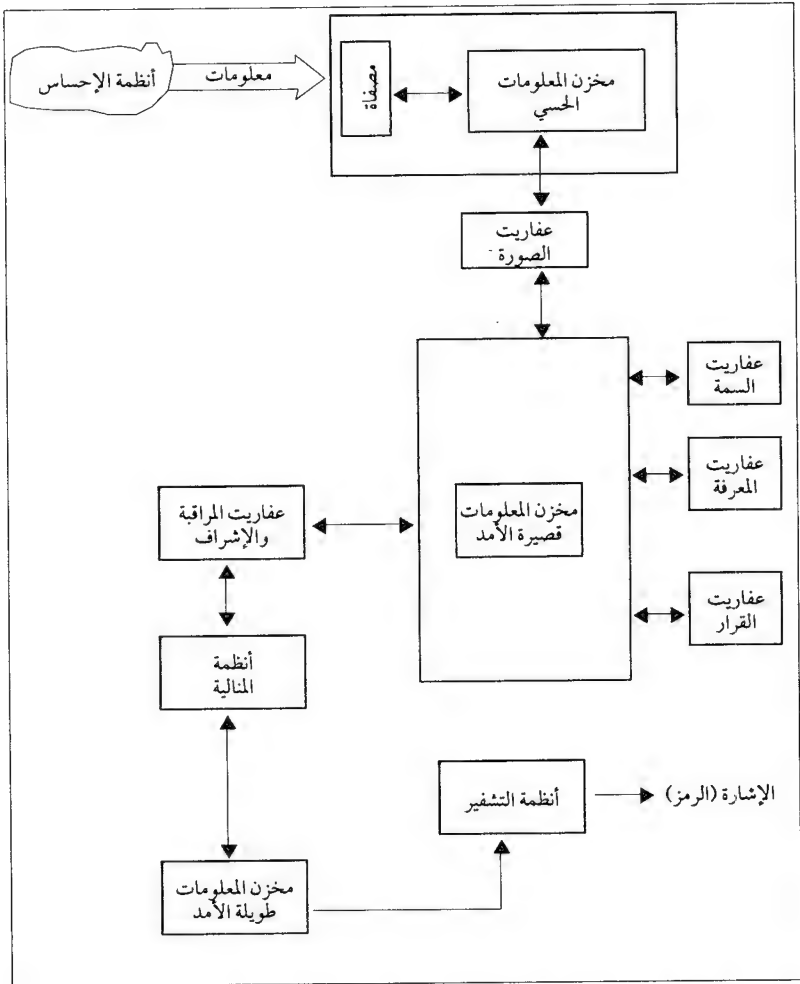 أنظمة الإحساس
معلومات
مصفاة
مخزن المعلومات
الحسي
عفاريت
الصورة
عفاريت
السمة
عفاريت
المعرفة
مخزن المعلومات
قصيرة الأمد
عفاريت المراقبة
والإشراف
عفاريت
القرار
أنظمة
المنالية
أنظمة التشفير
الإشارة (الرمز)
مخزن المعلومات
طويلة الأمد